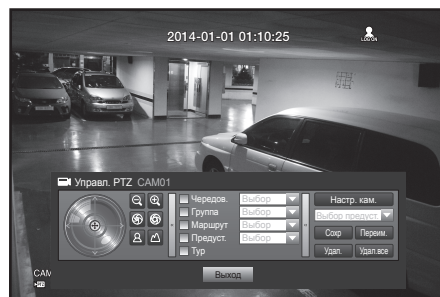 2014-01-01 01:10:25
LOG ON
Управл. PTZ CAM01
Чередов. Выбор
Настр. кам.
Группа Выбор
Выбор предуст.
Маршрут Выбор
Сохр Переим.
Предуст. Выбор
Тур
Удал. Удал.все
CAM
Выход